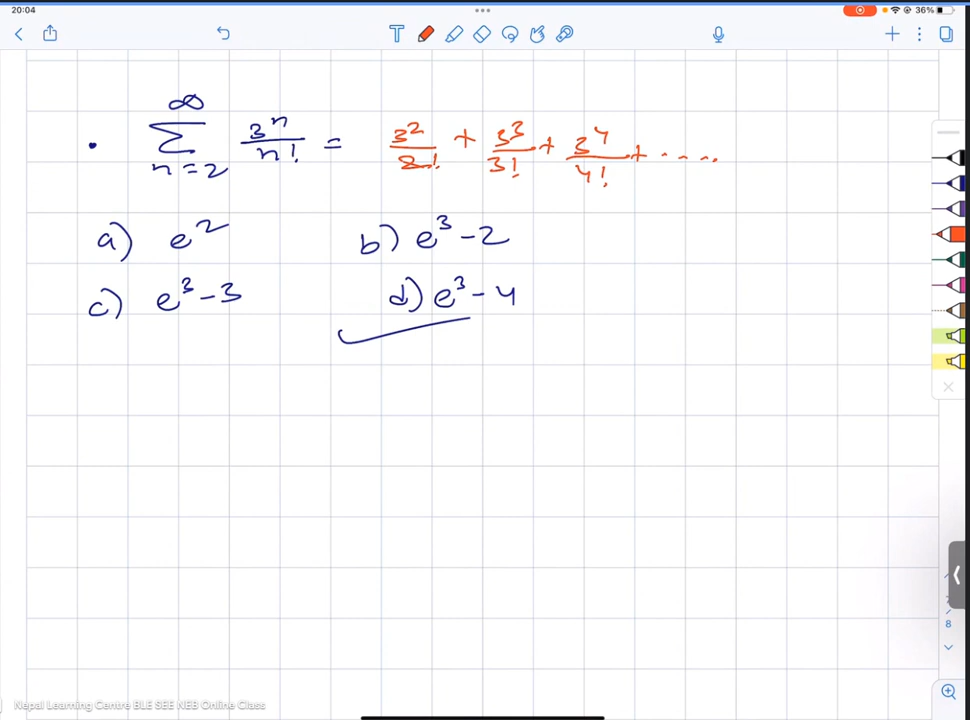 20:04 36%
• ∞ ∑ n=2 3ⁿ/n! = 3²/2! + 3³/3! + 3⁴/4! + .....
a) e² b) e³ - 2
c) e³ - 3 d) e³ - 4
8
Nepal Learning Centre BLE SEE NEB Online Class